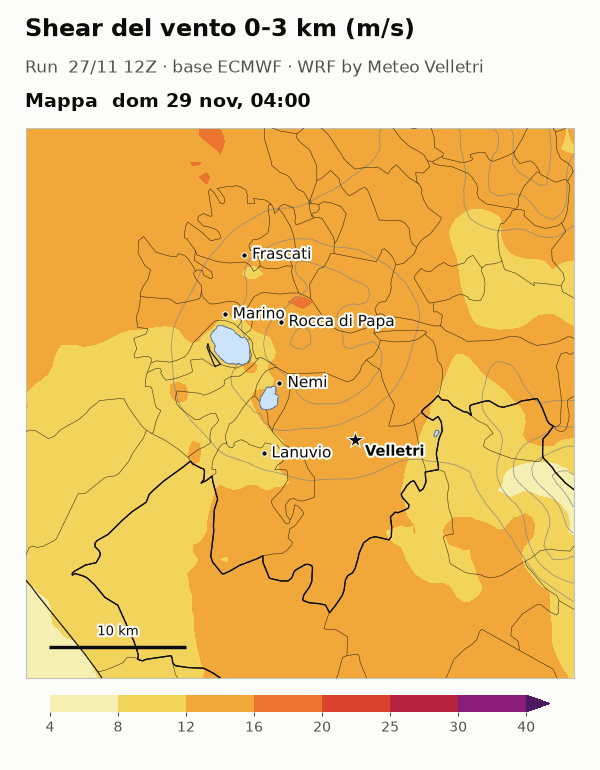 Shear del vento 0-3 km (m/s)
Run 27/11 12Z · base ECMWF · WRF by Meteo Velletri
Mappa dom 29 nov, 04:00
Frascati
Marino
Rocca di Papa
Nemi
Velletri
Lanuvio
10 km
4 8 12 16 20 25 30 40